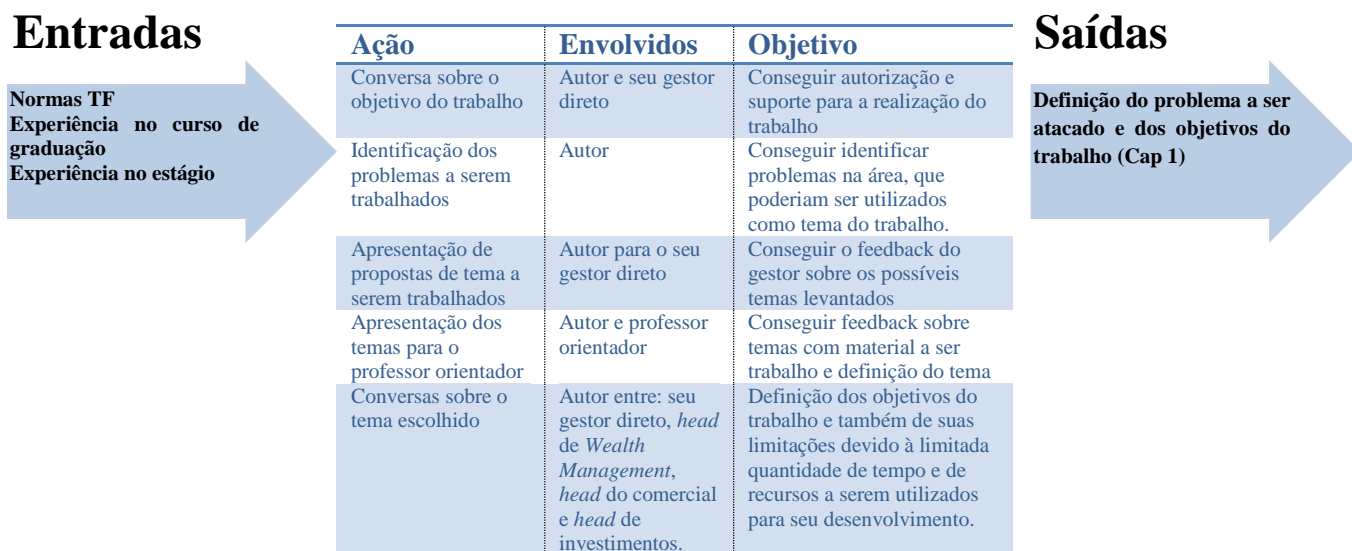 Entradas
Normas TF
Experiência no curso de
graduação
Experiência no estágio
Ação
Envolvidos
Objetivo
Conversa sobre o
objetivo do trabalho
Autor e seu gestor
direto
Conseguir autorização e
suporte para a realização do
trabalho
Identificação dos
problemas a serem
trabalhados
Autor
Conseguir identificar
problemas na área, que
poderiam ser utilizados
como tema do trabalho.
Apresentação de
propostas de tema a
serem trabalhados
Autor para o seu
gestor direto
Conseguir o feedback do
gestor sobre os possíveis
temas levantados
Apresentação dos
temas para o
professor orientador
Autor e professor
orientador
Conseguir feedback sobre
temas com material a ser
trabalho e definição do tema
Conversas sobre o
tema escolhido
Autor entre: seu
gestor direto, head
de Wealth
Management,
head do comercial
e head de
investimentos.
Definição dos objetivos do
trabalho e também de suas
limitações devido à limitada
quantidade de tempo e de
recursos a serem utilizados
para seu desenvolvimento.
Saídas
Definição do problema a ser
atacado e dos objetivos do
trabalho (Cap 1)